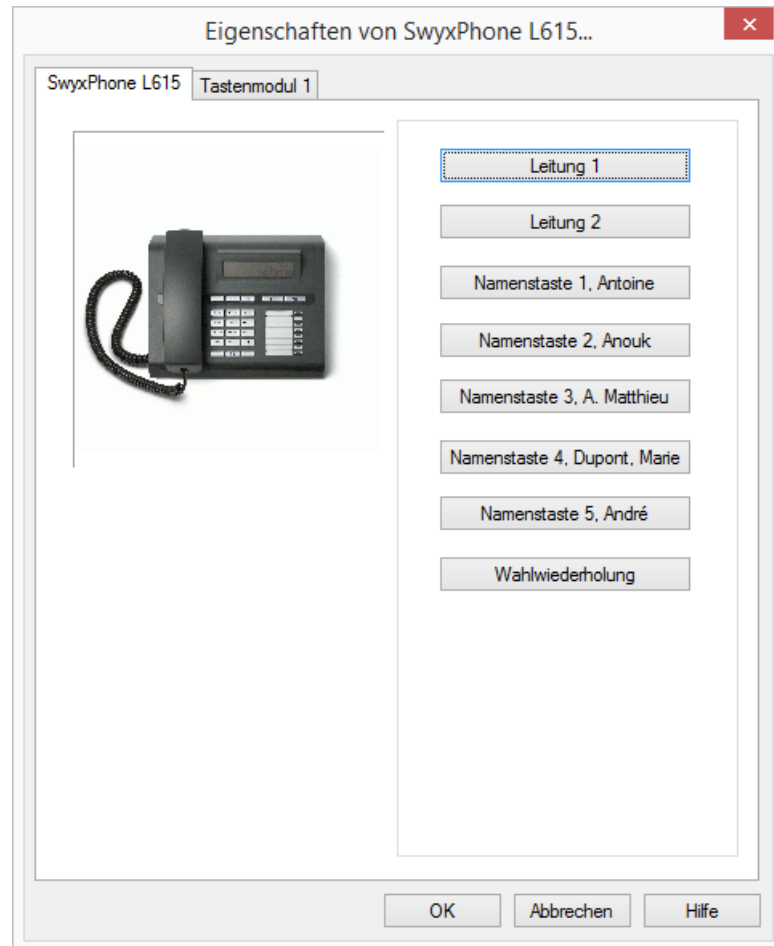 Eigenschaften von SwyxPhone L615...
SwyxPhone L615
Tastenmodul 1
Leitung 1
Leitung 2
Namenstaste 1, Antoine
Namenstaste 2, Anouk
Namenstaste 3, A. Matthieu
Namenstaste 4, Dupont, Marie
Namenstaste 5, André
Wahlwiederholung
OK
Abbrechen
Hilfe